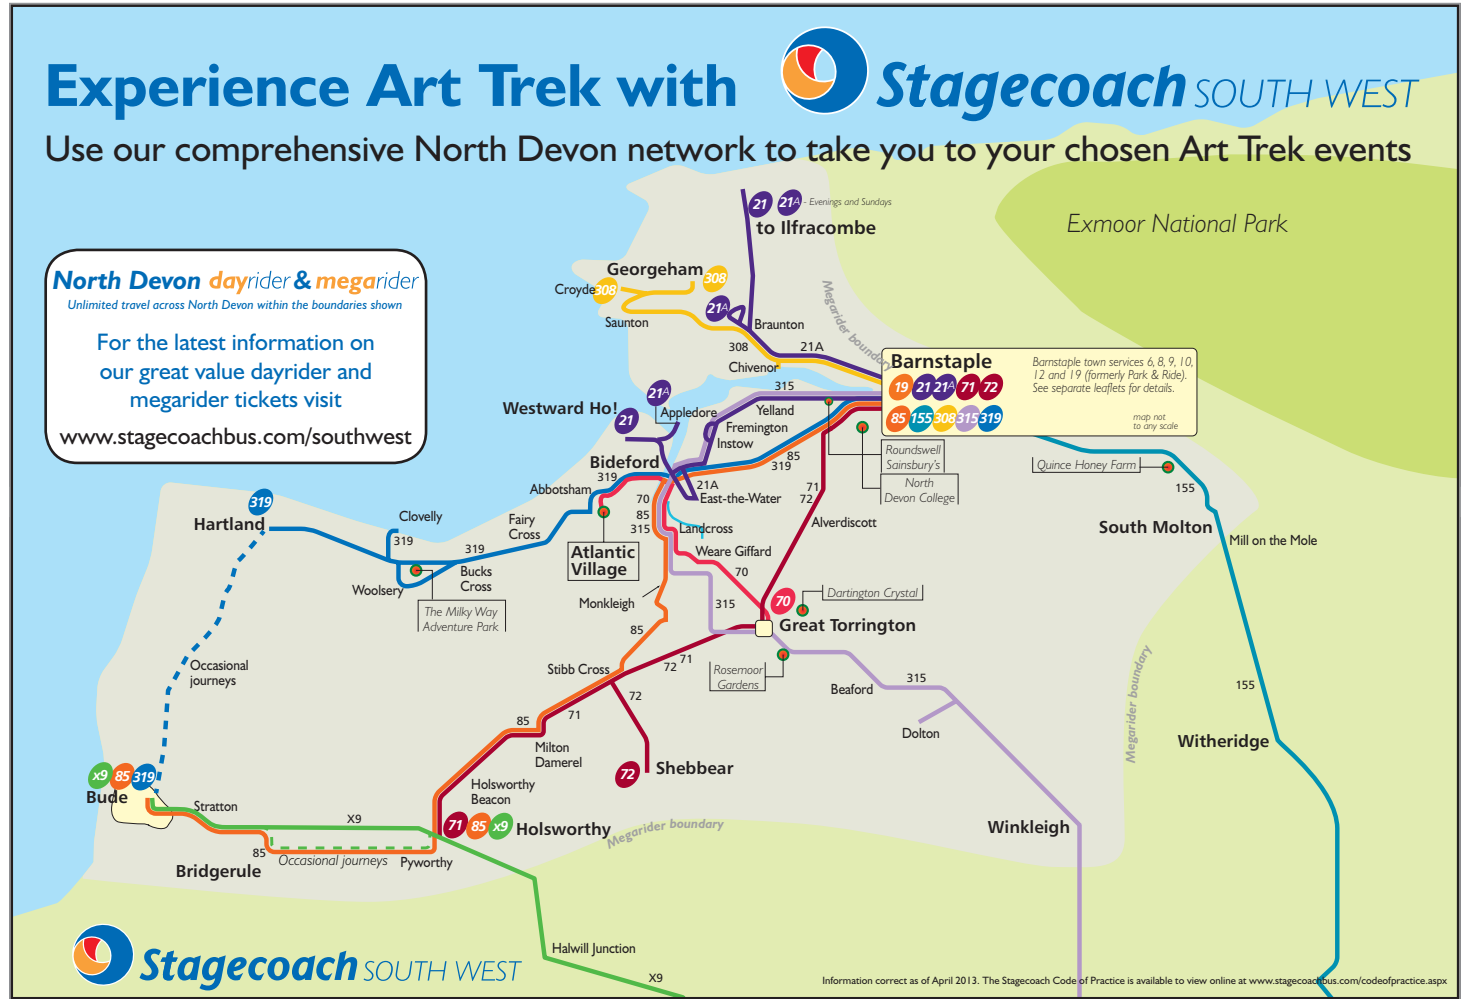 Experience Art Trek with
Stagecoach SOUTH WEST
Use our comprehensive North Devon network to take you to your chosen Art Trek events
21 21A - Evenings and Sundays
to Ilfracombe
Exmoor National Park
North Devon dayrider & megarider
Unlimited travel across North Devon within the boundaries shown
For the latest information on
our great value dayrider and
megarider tickets visit
www.stagecoachbus.com/southwest
Georgeham 308
Croyde 308
Saunton
21A
Braunton
308
21A
Chivenor
Megarider boundary
Barnstaple
19 21 21A 71 72
85 155 308 315 319
Barnstaple town services 6, 8, 9, 10,
12 and 19 (formerly Park & Ride).
See separate leaflets for details.
map not
to any scale
315
21A
Westward Ho!
21
Appledore
Yelland
Fremington
Instow
Roundswell
Sainsbury's
North
Devon College
Quince Honey Farm
155
Bideford
85
319
319
Abbotsham
21A
East-the-Water
70
85
315
71
72
319
Hartland
Clovelly
319
319
Fairy
Cross
Landcross
Alverdiscott
South Molton
Mill on the Mole
Atlantic
Village
Weare Giffard
70
Woolsery
Bucks
Cross
The Milky Way
Adventure Park
Monkleigh
315
70
Dartington Crystal
Great Torrington
85
Occasional
journeys
Stibb Cross
72 71
Rosemoor
Gardens
Beaford
315
155
Megarider boundary
72
85
71
Dolton
Witheridge
Milton
Damerel
72
Shebbear
x9 85 319
Bude
Stratton
Holsworthy
Beacon
X9
71 85 x9 Holsworthy
Megarider boundary
Winkleigh
85
Occasional journeys
Pyworthy
Bridgerule
Halwill Junction
X9
Stagecoach SOUTH WEST
Information correct as of April 2013. The Stagecoach Code of Practice is available to view online at www.stagecoachbus.com/codeofpractice.aspx